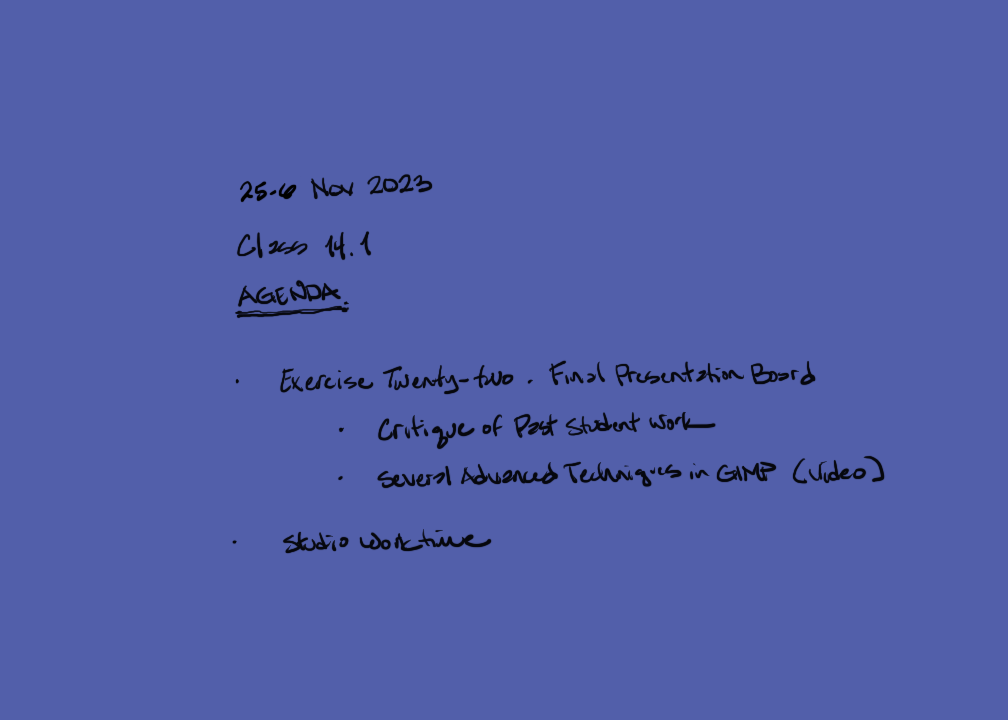 25-6 Nov 2023
Class 14.1
AGENDA.
· Exercise Twenty-two. Final Presentation Board
· Critique of Past Student Work
· Several Advanced Techniques in GIMP (Video)
· Studio Worktime